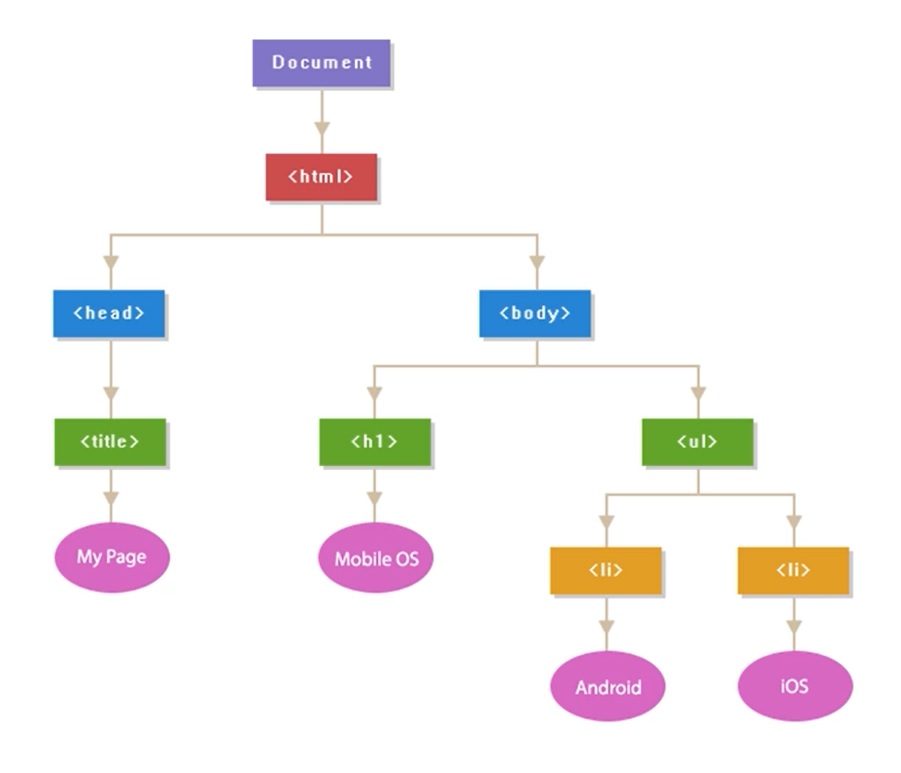 Document
<html>
<head>
<body>
<title>
<h1>
<ul>
My Page
Mobile OS
<li>
<li>
Android
iOS